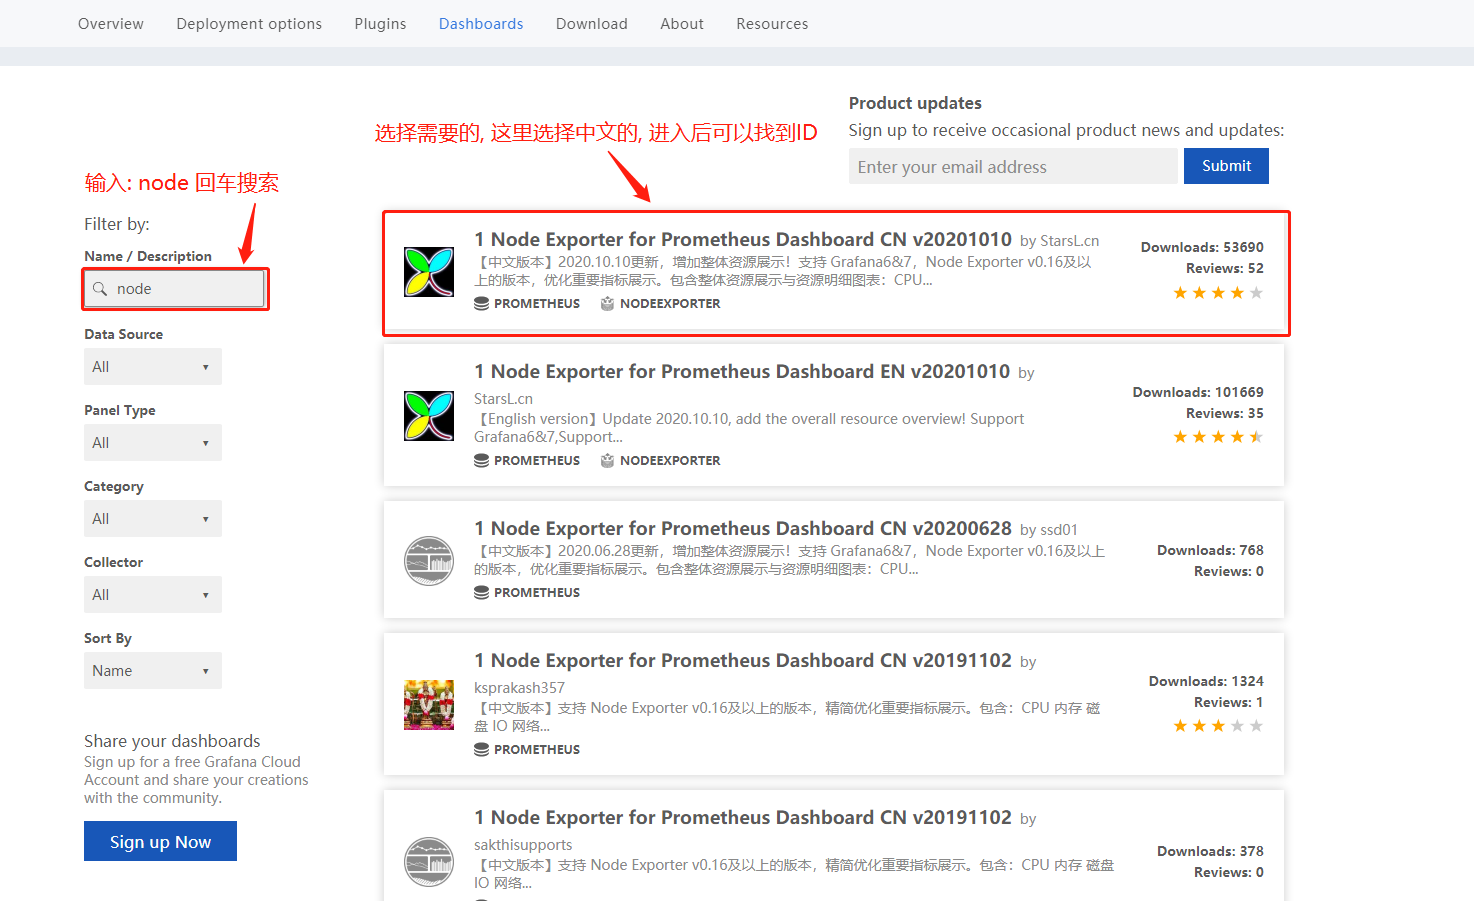 Overview Deployment options Plugins Dashboards Download About Resources
Product updates
Sign up to receive occasional product news and updates:
Enter your email address Submit
选择需要的, 这里选择中文的, 进入后可以找到ID
输入: node 回车搜索
Filter by:
Name / Description
node
Data Source
All
Panel Type
All
Category
All
Collector
All
Sort By
Name
Share your dashboards
Sign up for a free Grafana Cloud
Account and share your creations
with the community.
Sign up Now
1 Node Exporter for Prometheus Dashboard CN v20201010 by StarsL.cn
【中文版本】2020.10.10更新，增加整体资源展示！支持 Grafana6&7，Node Exporter v0.16及以
上的版本，优化重要指标展示。包含整体资源展示与资源明细图表：CPU...
PROMETHEUS NODEEXPORTER
Downloads: 53690
Reviews: 52
1 Node Exporter for Prometheus Dashboard EN v20201010 by
StarsL.cn
【English version】Update 2020.10.10, add the overall resource overview! Support
Grafana6&7,Support...
PROMETHEUS NODEEXPORTER
Downloads: 101669
Reviews: 35
1 Node Exporter for Prometheus Dashboard CN v20200628 by ssd01
【中文版本】2020.06.28更新，增加整体资源展示！支持 Grafana6&7，Node Exporter v0.16及以上
的版本，优化重要指标展示。包含整体资源展示与资源明细图表：CPU...
PROMETHEUS
Downloads: 768
Reviews: 0
1 Node Exporter for Prometheus Dashboard CN v20191102 by
ksprakash357
【中文版本】支持 Node Exporter v0.16及以上的版本，精简优化重要指标展示。包含：CPU 内存 磁
盘 IO 网络...
PROMETHEUS
Downloads: 1324
Reviews: 1
1 Node Exporter for Prometheus Dashboard CN v20191102 by
sakthisupports
【中文版本】支持 Node Exporter v0.16及以上的版本，精简优化重要指标展示。包含：CPU 内存 磁盘
IO 网络...
Downloads: 378
Reviews: 0